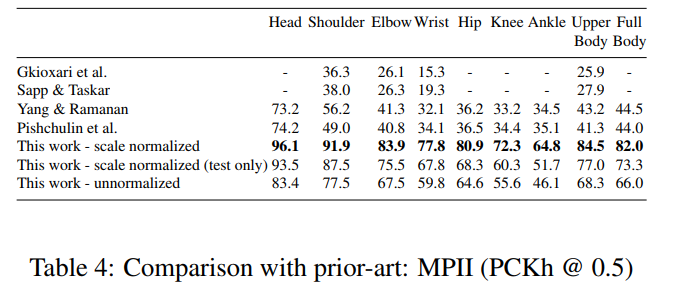 Head Shoulder Elbow Wrist Hip Knee Ankle Upper Full
Body Body
Gkioxari et al. - 36.3 26.1 15.3 - - - 25.9 -
Sapp & Taskar - 38.0 26.3 19.3 - - - 27.9 -
Yang & Ramanan 73.2 56.2 41.3 32.1 36.2 33.2 34.5 43.2 44.5
Pishchulin et al. 74.2 49.0 40.8 34.1 36.5 34.4 35.1 41.3 44.0
This work - scale normalized 96.1 91.9 83.9 77.8 80.9 72.3 64.8 84.5 82.0
This work - scale normalized (test only) 93.5 87.5 75.5 67.8 68.3 60.3 51.7 77.0 73.3
This work - unnormalized 83.4 77.5 67.5 59.8 64.6 55.6 46.1 68.3 66.0
Table 4: Comparison with prior-art: MPII (PCKh @ 0.5)